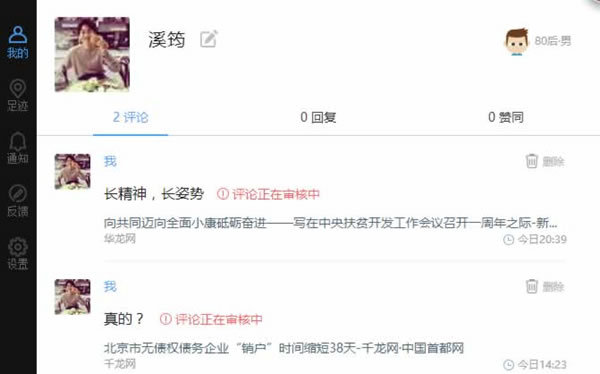 我的
足迹
通知
反馈
设置
溪筠
80后·男
2 评论
0 回复
0 赞同
我
删除
长精神，长姿势
评论正在审核中
向共同迈向全面小康砥砺奋进——写在中央扶贫开发工作会议召开一周年之际-新...
华龙网
今日20:39
我
删除
真的？
评论正在审核中
北京市无债权债务企业“销户”时间缩短38天-千龙网·中国首都网
千龙网
今日14:23